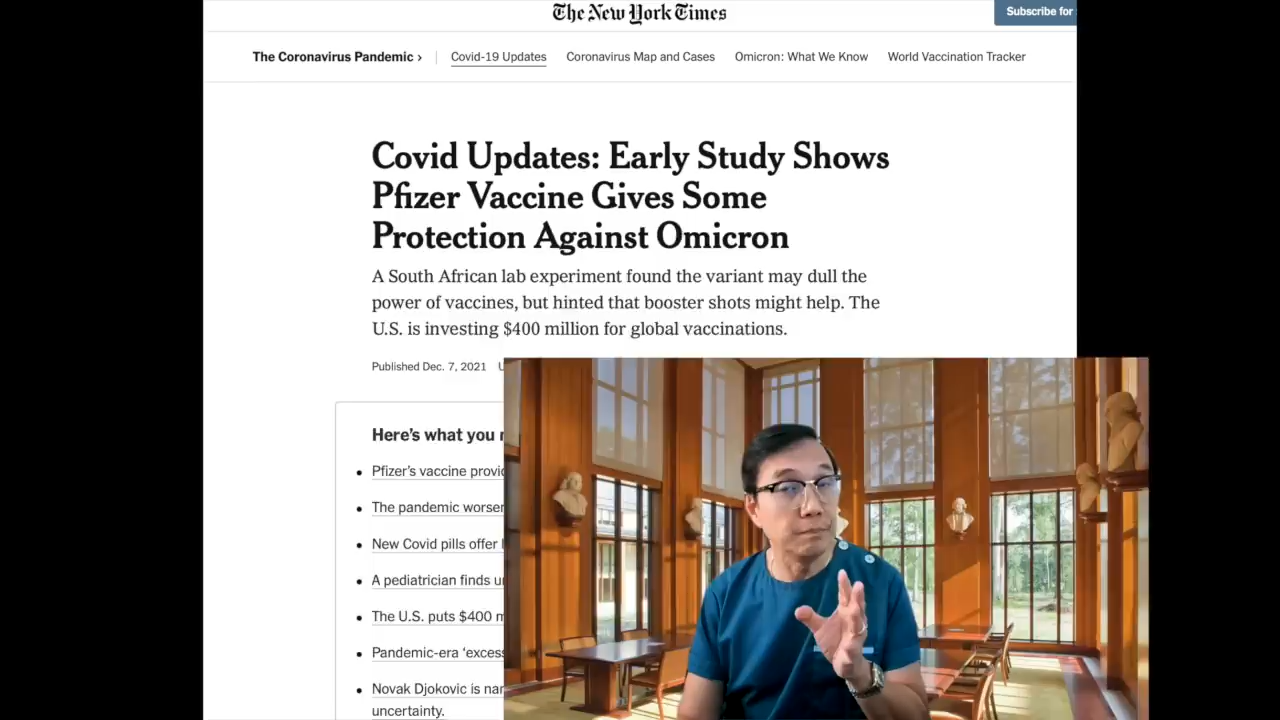 The New York Times
Subscribe for
The Coronavirus Pandemic ›
Covid-19 Updates
Coronavirus Map and Cases
Omicron: What We Know
World Vaccination Tracker
Covid Updates: Early Study Shows
Pfizer Vaccine Gives Some
Protection Against Omicron
A South African lab experiment found the variant may dull the
power of vaccines, but hinted that booster shots might help. The
U.S. is investing $400 million for global vaccinations.
Published Dec. 7, 2021
Here’s what you
Pfizer’s vaccine
The pandemic
New Covid pills offer
A pediatrician finds
The U.S. puts $400
Pandemic-era
Novak Djokovic is
uncertainty.